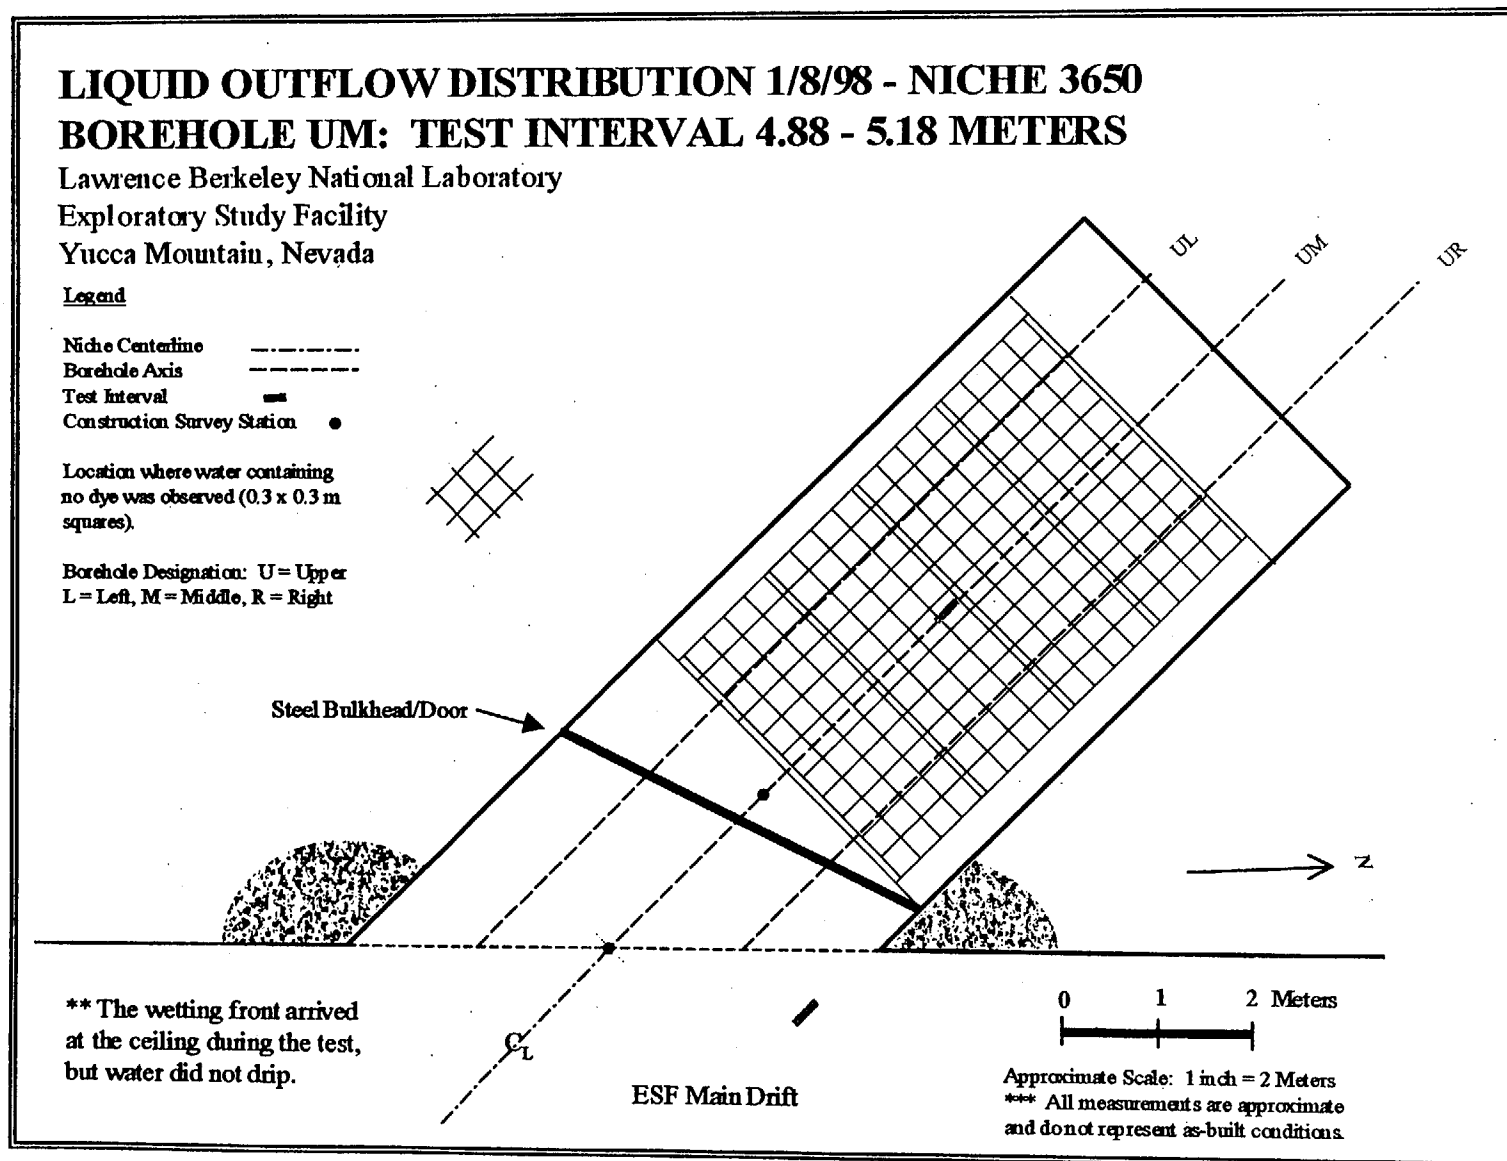 LIQUID OUTFLOW DISTRIBUTION 1/8/98 - NICHE 3650
BOREHOLE UM: TEST INTERVAL 4.88 - 5.18 METERS
Lawrence Berkeley National Laboratory
Exploratory Study Facility
Yucca Mountain, Nevada
Legend
Niche Centerline
Borehole Axis
Test Interval
Construction Survey Station
Location where water containing
no dye was observed (0.3 x 0.3 m
squares).
Borehole Designation: U = Upper
L = Left, M = Middle, R = Right
UL
UM
UR
Steel Bulkhead/Door
N
** The wetting front arrived
at the ceiling during the test,
but water did not drip.
CL
ESF Main Drift
0 1 2 Meters
Approximate Scale: 1 inch = 2 Meters
*** All measurements are approximate
and do not represent as-built conditions.